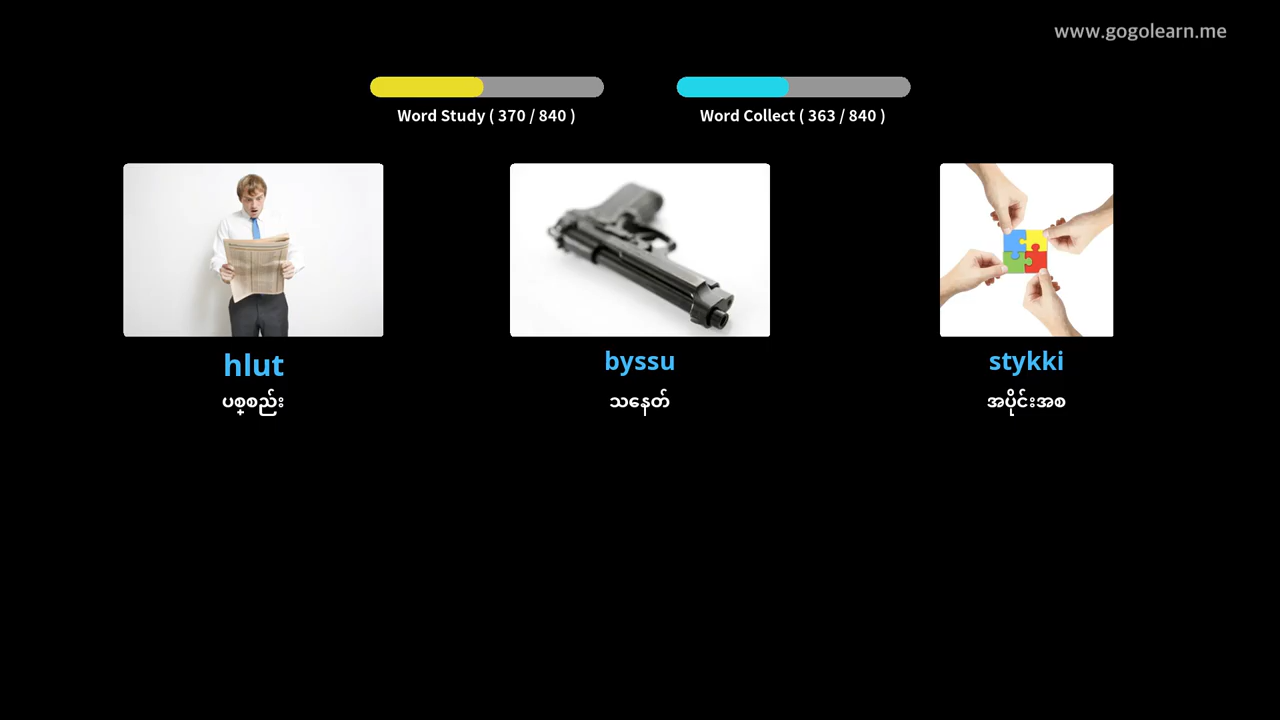 www.gogolearn.me
Word Study ( 370 / 840 )
Word Collect ( 363 / 840 )
hlut
byssu
stykki
ပစ္စည်း
သနေတ်
အပိုင်းအစ